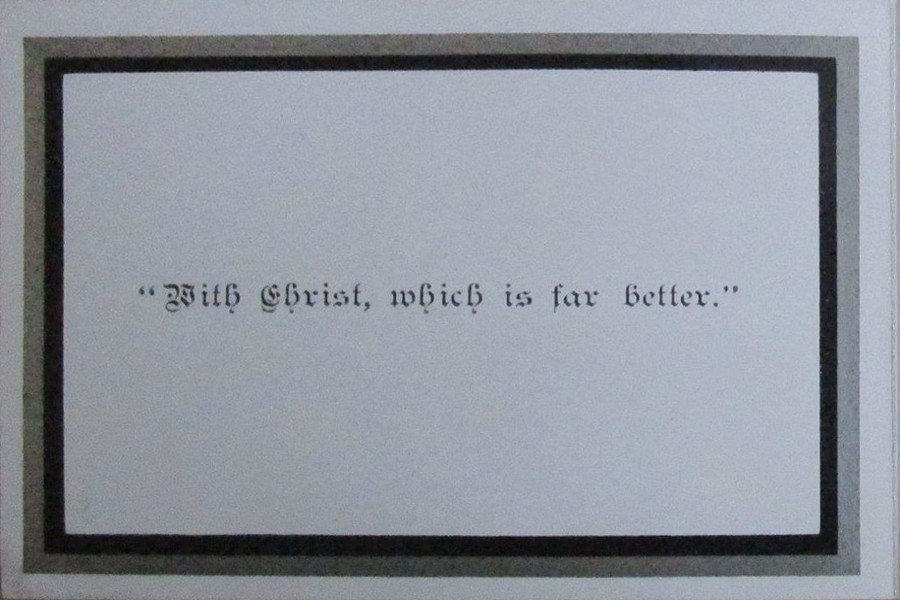 “With Christ, which is far better.”